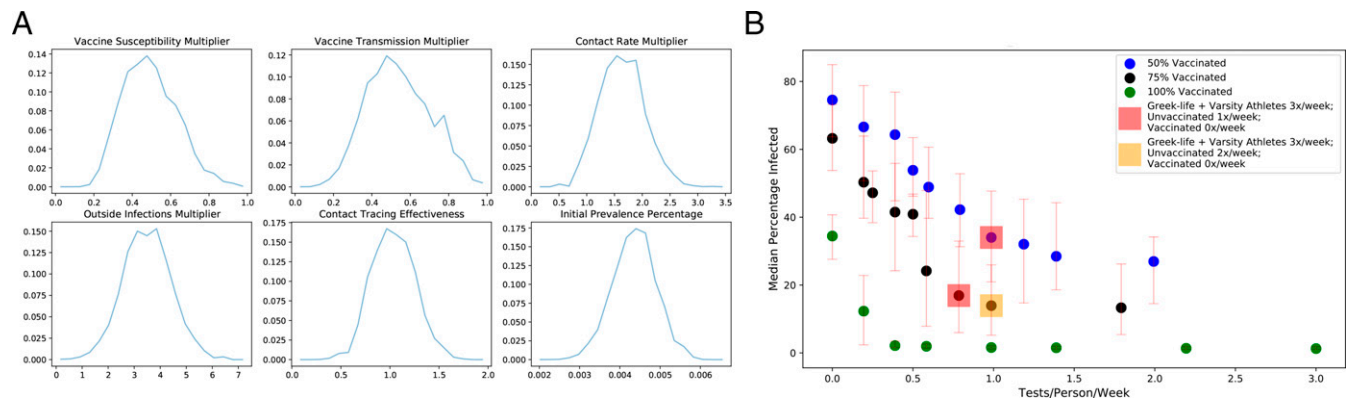 A
Vaccine Susceptibility Multiplier
0.14
0.12
0.10
0.08
0.06
0.04
0.02
0.00
0.0 0.2 0.4 0.6 0.8 1.0
Vaccine Transmission Multiplier
0.12
0.10
0.08
0.06
0.04
0.02
0.00
0.0 0.2 0.4 0.6 0.8 1.0
Contact Rate Multiplier
0.150
0.125
0.100
0.075
0.050
0.025
0.000
0.0 0.5 1.0 1.5 2.0 2.5 3.0 3.5
Outside Infections Multiplier
0.150
0.125
0.100
0.075
0.050
0.025
0.000
0 1 2 3 4 5 6 7
Contact Tracing Effectiveness
0.175
0.150
0.125
0.100
0.075
0.050
0.025
0.000
0.0 0.5 1.0 1.5 2.0
Initial Prevalence Percentage
0.175
0.150
0.125
0.100
0.075
0.050
0.025
0.000
0.002 0.003 0.004 0.005 0.006
B
Median Percentage Infected
80
60
40
20
0
0.0 0.5 1.0 1.5 2.0 2.5 3.0
Tests/Person/Week
50% Vaccinated
75% Vaccinated
100% Vaccinated
Greek-life + Varsity Athletes 3x/week;
Unvaccinated 1x/week;
Vaccinated 0x/week
Greek-life + Varsity Athletes 3x/week;
Unvaccinated 2x/week;
Vaccinated 0x/week